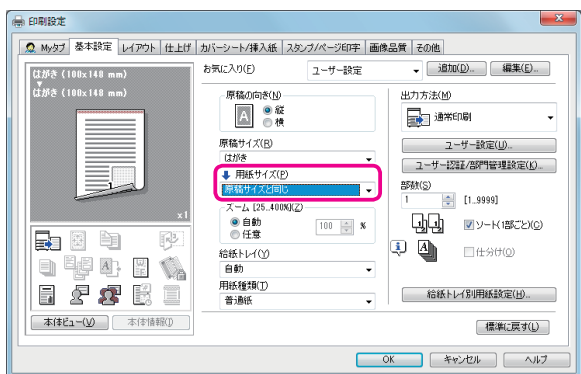 印刷設定
Myタブ 基本設定 レイアウト 仕上げ カバーシート/挿入紙 スタンプ/ページ印字 画像品質 その他
はがき (100x148 mm)
はがき (100x148 mm)
x1
本体ビュー(V) 本体情報(I)
お気に入り(F) ユーザー設定 追加(D)... 編集(E)...
原稿の向き(N)
縦
横
原稿サイズ(R)
はがき
用紙サイズ(P)
原稿サイズと同じ
ズーム [25..400%](Z)
自動
任意
100 %
給紙トレイ(Y)
自動
用紙種類(T)
普通紙
出力方法(M)
通常印刷
ユーザー設定(U)...
ユーザー認証/部門管理設定(K)...
部数(S)
1 [1..9999]
ソート(1部ごと)(C)
仕分け(O)
給紙トレイ別用紙設定(H)...
標準に戻す(L)
OK キャンセル ヘルプ